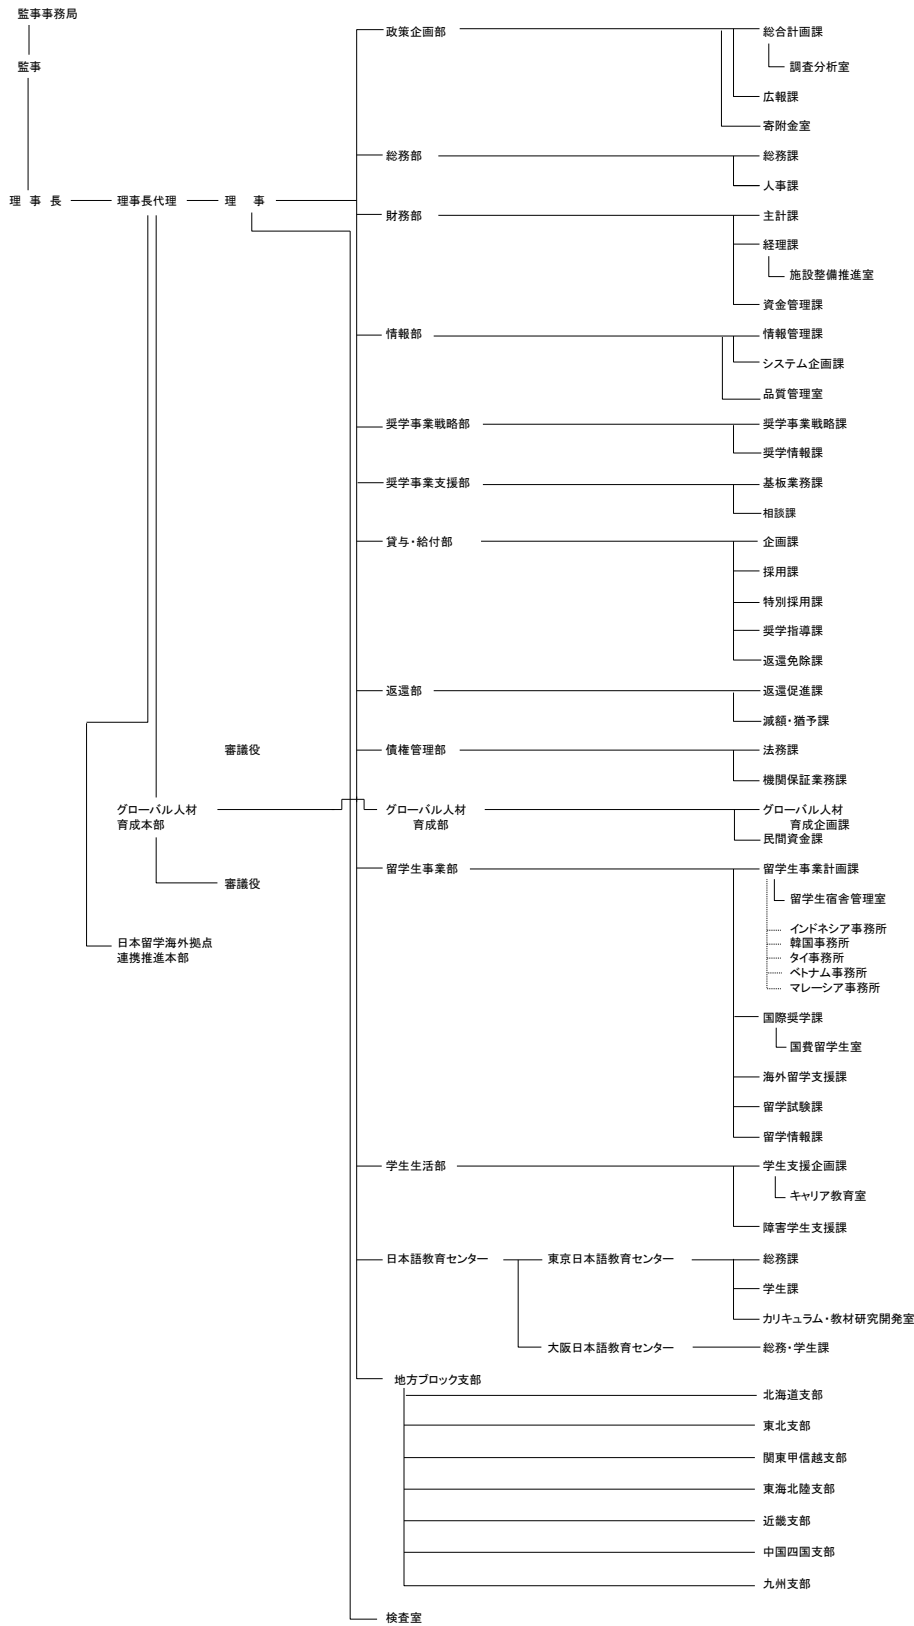 監事事務局
監事
理 事 長
理事長代理
理 事
政策企画部
総合計画課
調査分析室
広報課
寄附金室
総務部
総務課
人事課
財務部
主計課
経理課
施設整備推進室
資金管理課
情報部
情報管理課
システム企画課
品質管理室
奨学事業戦略部
奨学事業戦略課
奨学情報課
奨学事業支援部
基板業務課
相談課
貸与・給付部
企画課
採用課
特別採用課
奨学指導課
返還免除課
返還部
返還促進課
減額・猶予課
審議役
債権管理部
法務課
機関保証業務課
グローバル人材
育成本部
グローバル人材
育成部
グローバル人材
育成企画課
民間資金課
審議役
留学生事業部
留学生事業計画課
留学生宿舎管理室
インドネシア事務所
韓国事務所
タイ事務所
ベトナム事務所
マレーシア事務所
日本留学海外拠点
連携推進本部
国際奨学課
国費留学生室
海外留学支援課
留学試験課
留学情報課
学生生活部
学生支援企画課
キャリア教育室
障害学生支援課
日本語教育センター
東京日本語教育センター
総務課
学生課
カリキュラム・教材研究開発室
大阪日本語教育センター
総務・学生課
地方ブロック支部
北海道支部
東北支部
関東甲信越支部
東海北陸支部
近畿支部
中国四国支部
九州支部
検査室